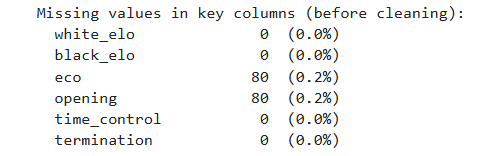 Missing values in key columns (before cleaning):
white_elo 0 (0.0%)
black_elo 0 (0.0%)
eco 80 (0.2%)
opening 80 (0.2%)
time_control 0 (0.0%)
termination 0 (0.0%)